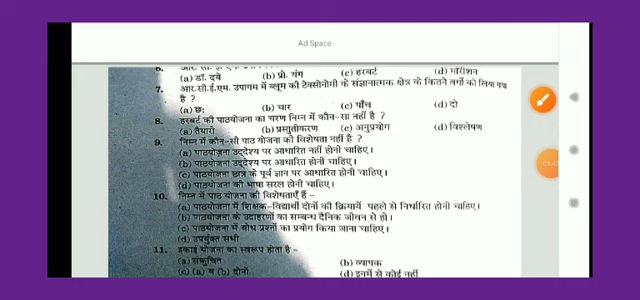 Ad Space
(a) डॉ. दवे (b) प्रो. यंग (c) हरबर्ट (d) मॉरीसन
7. आर.सी.ई.एम. उपागम में ब्लूम की टैक्सोनोमी के संज्ञानात्मक क्षेत्र के कितने वर्गों को लिया गया
है ?
(a) छः (b) चार (c) पाँच (d) दो
8. हरबर्ट की पाठयोजना का चरण निम्न में कौन-सा नहीं है ?
(a) तैयारी (b) प्रस्तुतीकरण (c) अनुप्रयोग (d) विश्लेषण
9. निम्न में कौन-सी पाठ योजना की विशेषता नहीं है ?
(a) पाठयोजना उद्देश्य पर आधारित नहीं होनी चाहिए।
(b) पाठयोजना उद्देश्य पर आधारित होनी चाहिए।
(c) पाठयोजना छात्र के पूर्व ज्ञान पर आधारित होनी चाहिए।
(d) पाठयोजना की भाषा सरल होनी चाहिए।
10. निम्न में पाठ योजना की विशेषताएँ हैं –
(a) पाठयोजना में शिक्षक-विद्यार्थी दोनों की क्रियायें पहले से निर्धारित होनी चाहिए।
(b) पाठयोजना के उदाहरणों का सम्बन्ध दैनिक जीवन से हो।
(c) पाठयोजना में बोध प्रश्नों का प्रयोग किया जाना चाहिए।
(d) उपर्युक्त सभी
11. इकाई योजना का स्वरूप होता है –
(a) संकुचित (b) व्यापक
(c) (a) व (b) दोनों (d) इनमें से कोई नहीं